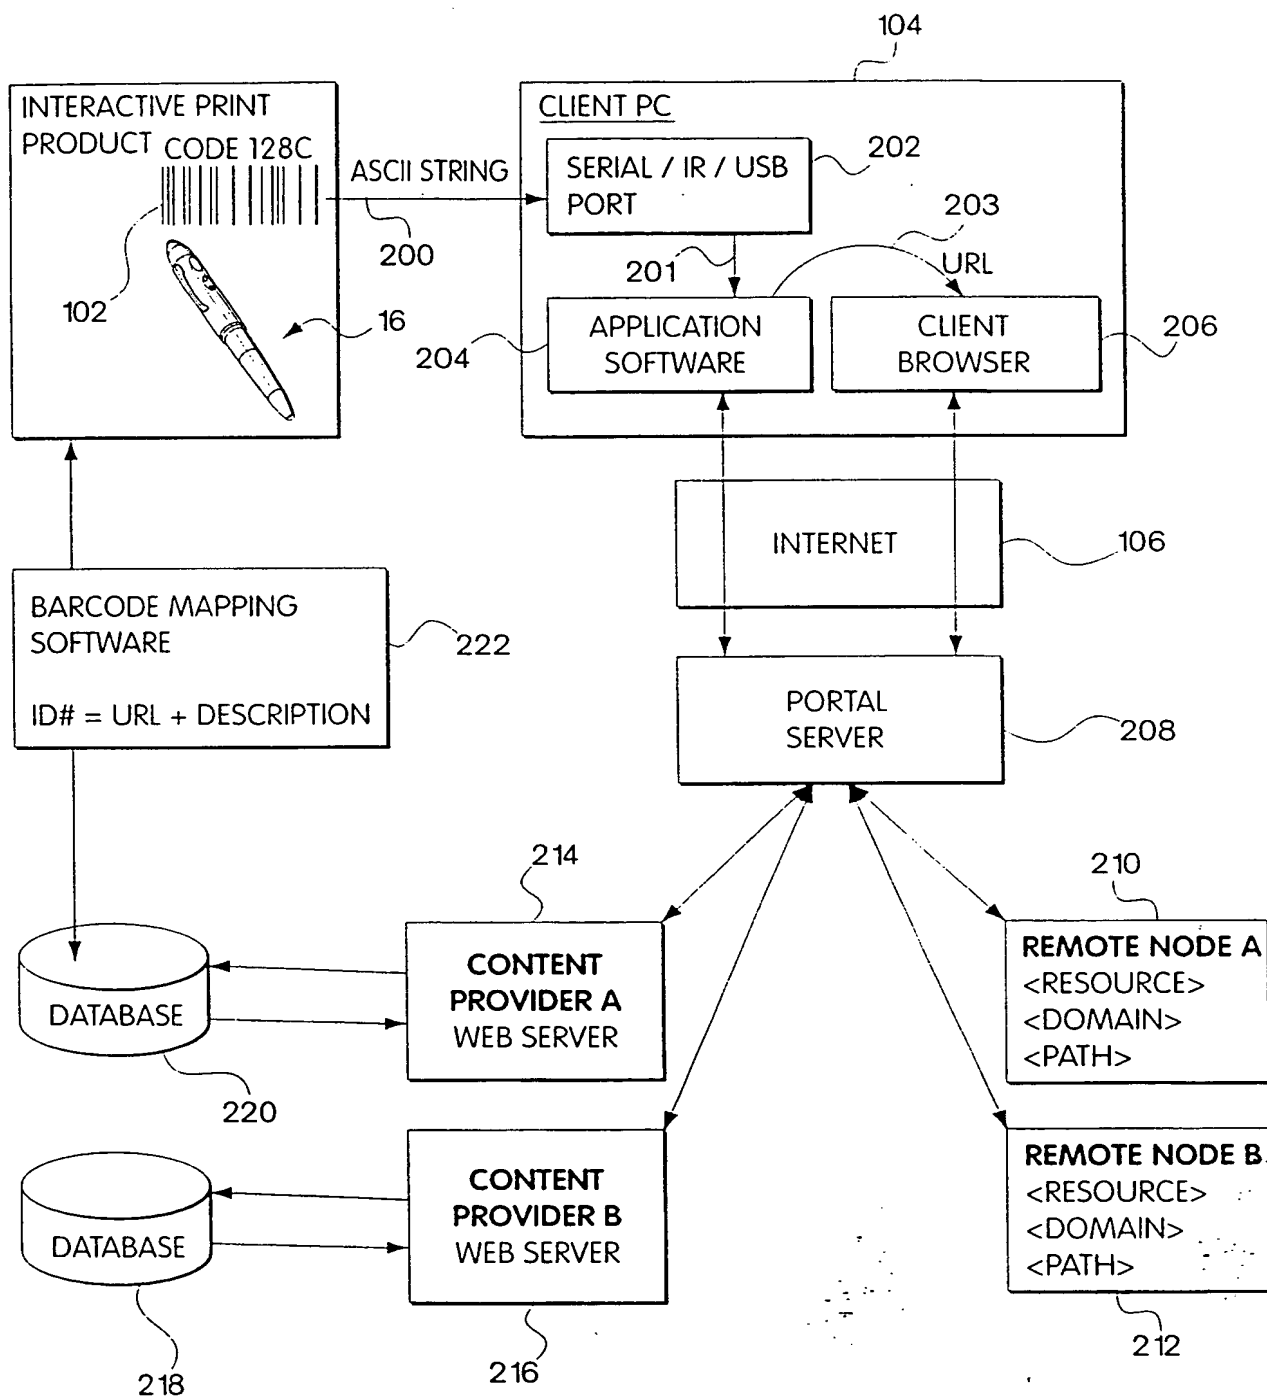 104
INTERACTIVE PRINT
PRODUCT
CODE 128C
102
16
ASCII STRING
200
CLIENT PC
SERIAL / IR / USB
PORT
202
201
203
URL
APPLICATION
SOFTWARE
204
CLIENT
BROWSER
206
INTERNET
106
BARCODE MAPPING
SOFTWARE
ID# = URL + DESCRIPTION
222
PORTAL
SERVER
208
214
210
DATABASE
220
CONTENT
PROVIDER A
WEB SERVER
REMOTE NODE A
<RESOURCE>
<DOMAIN>
<PATH>
DATABASE
218
CONTENT
PROVIDER B
WEB SERVER
216
REMOTE NODE B
<RESOURCE>
<DOMAIN>
<PATH>
212